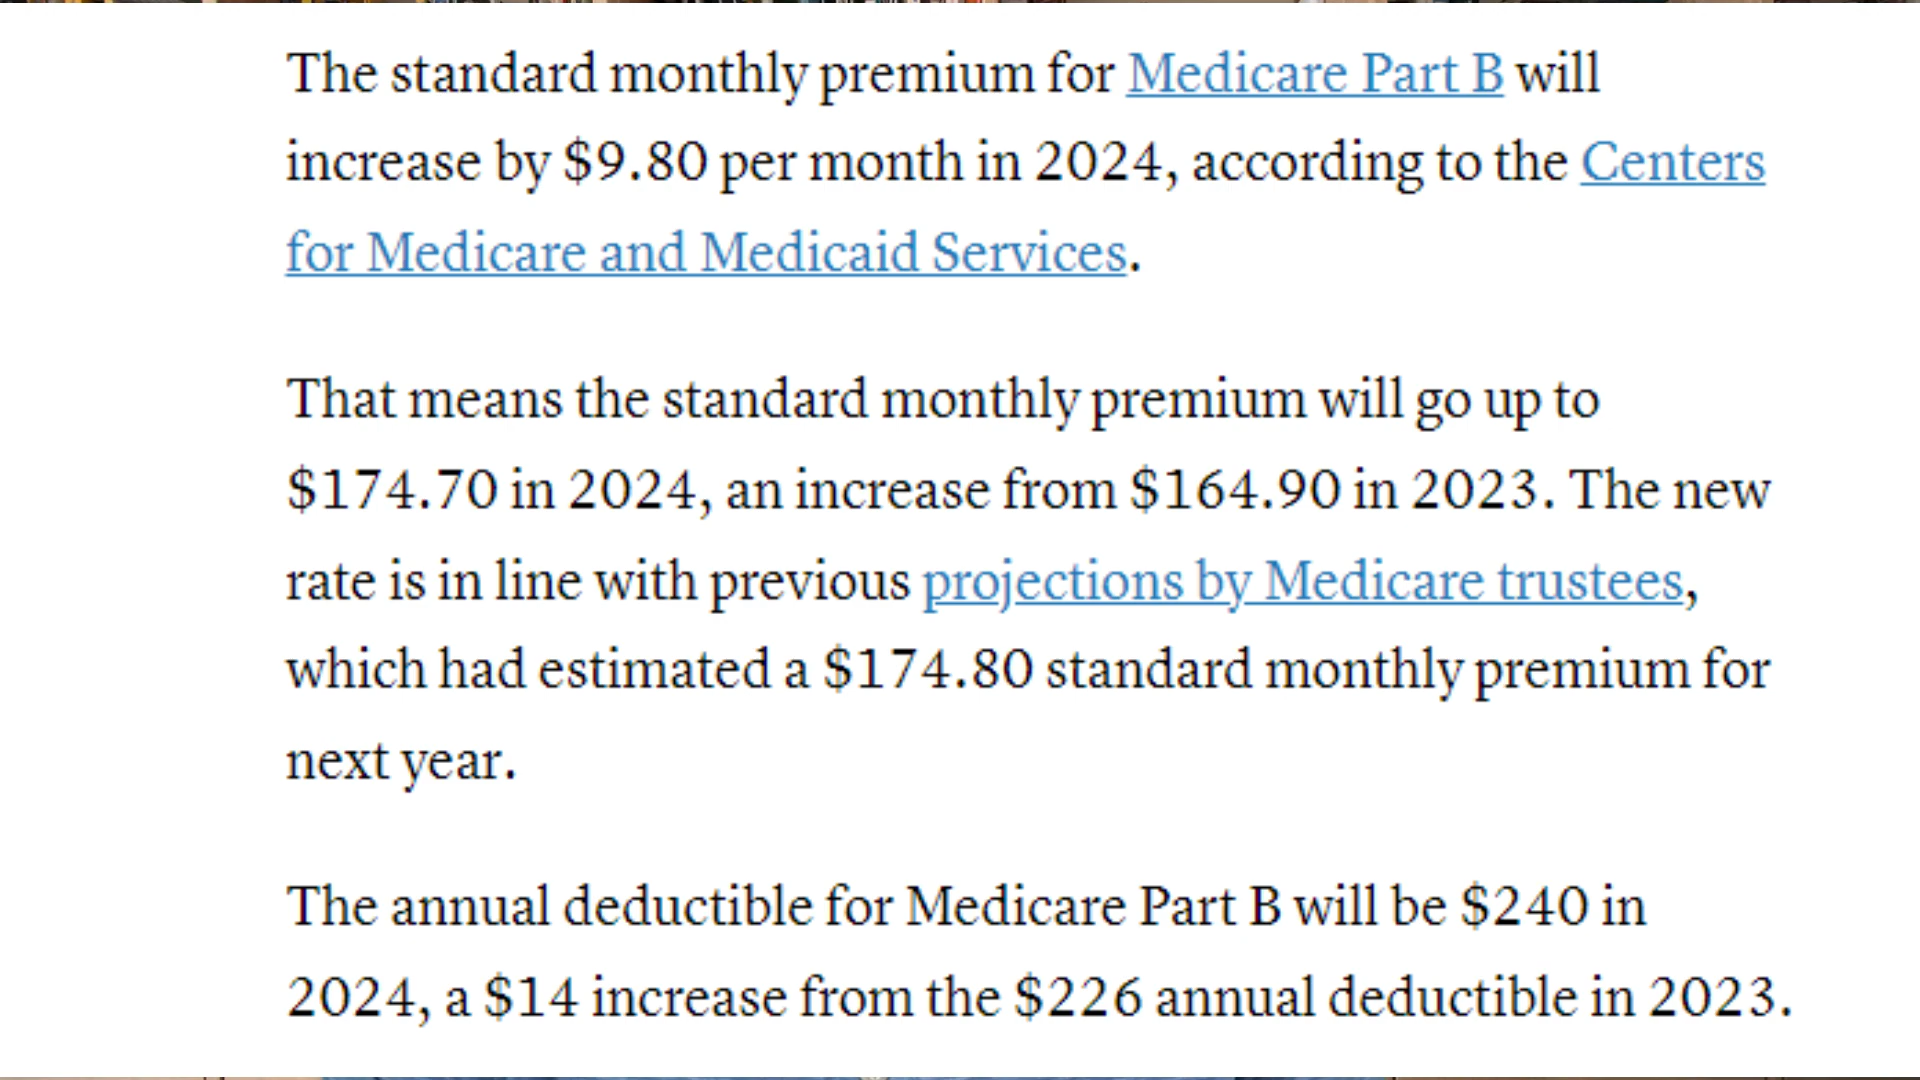 The standard monthly premium for Medicare Part B will
increase by $9.80 per month in 2024, according to the Centers
for Medicare and Medicaid Services.
That means the standard monthly premium will go up to
$174.70 in 2024, an increase from $164.90 in 2023. The new
rate is in line with previous projections by Medicare trustees,
which had estimated a $174.80 standard monthly premium for
next year.
The annual deductible for Medicare Part B will be $240 in
2024, a $14 increase from the $226 annual deductible in 2023.